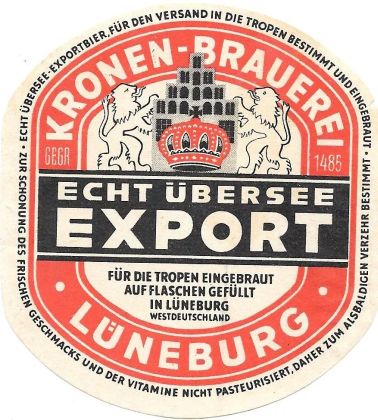 ECHT ÜBERSEE-EXPORTBIER, FÜR DEN VERSAND IN DIE TROPEN BESTIMMT UND EINGEBRAUT · ZUR SCHONUNG DES FRISCHEN GESCHMACKS UND DER VITAMINE NICHT PASTEURISIERT, DAHER ZUM ALSBALDIGEN VERZEHR BESTIMMT ·
KRONEN-BRAUEREI
GEGR 1485
ECHT ÜBERSEE
EXPORT
FÜR DIE TROPEN EINGEBRAUT
AUF FLASCHEN GEFÜLLT
IN LÜNEBURG
WESTDEUTSCHLAND
· LÜNEBURG ·